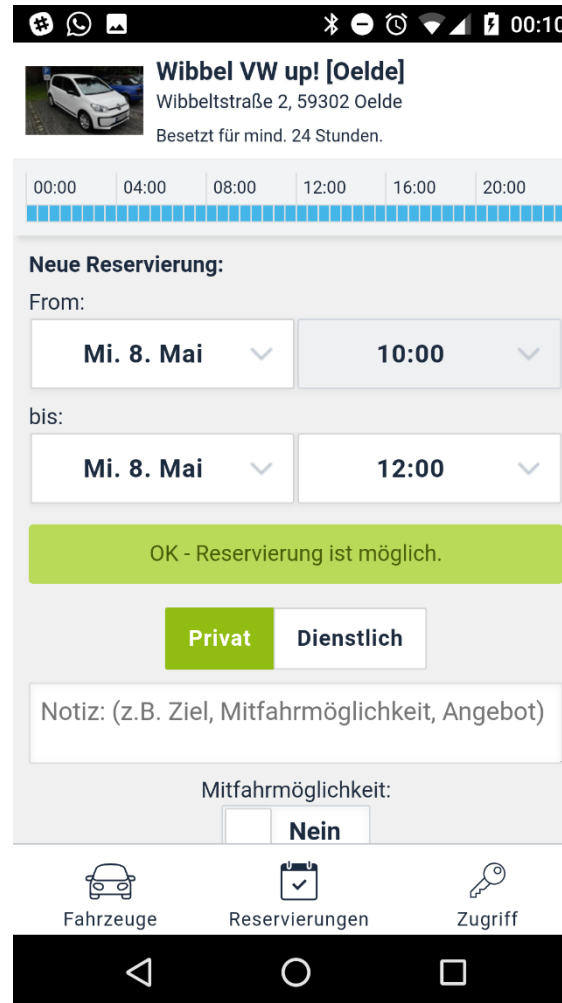 00:10
Wibbel VW up! [Oelde]
Wibbeltstraße 2, 59302 Oelde
Besetzt für mind. 24 Stunden.
00:00 04:00 08:00 12:00 16:00 20:00
Neue Reservierung:
From:
Mi. 8. Mai 10:00
bis:
Mi. 8. Mai 12:00
OK - Reservierung ist möglich.
Privat Dienstlich
Notiz: (z.B. Ziel, Mitfahrmöglichkeit, Angebot)
Mitfahrmöglichkeit:
Nein
Fahrzeuge Reservierungen Zugriff